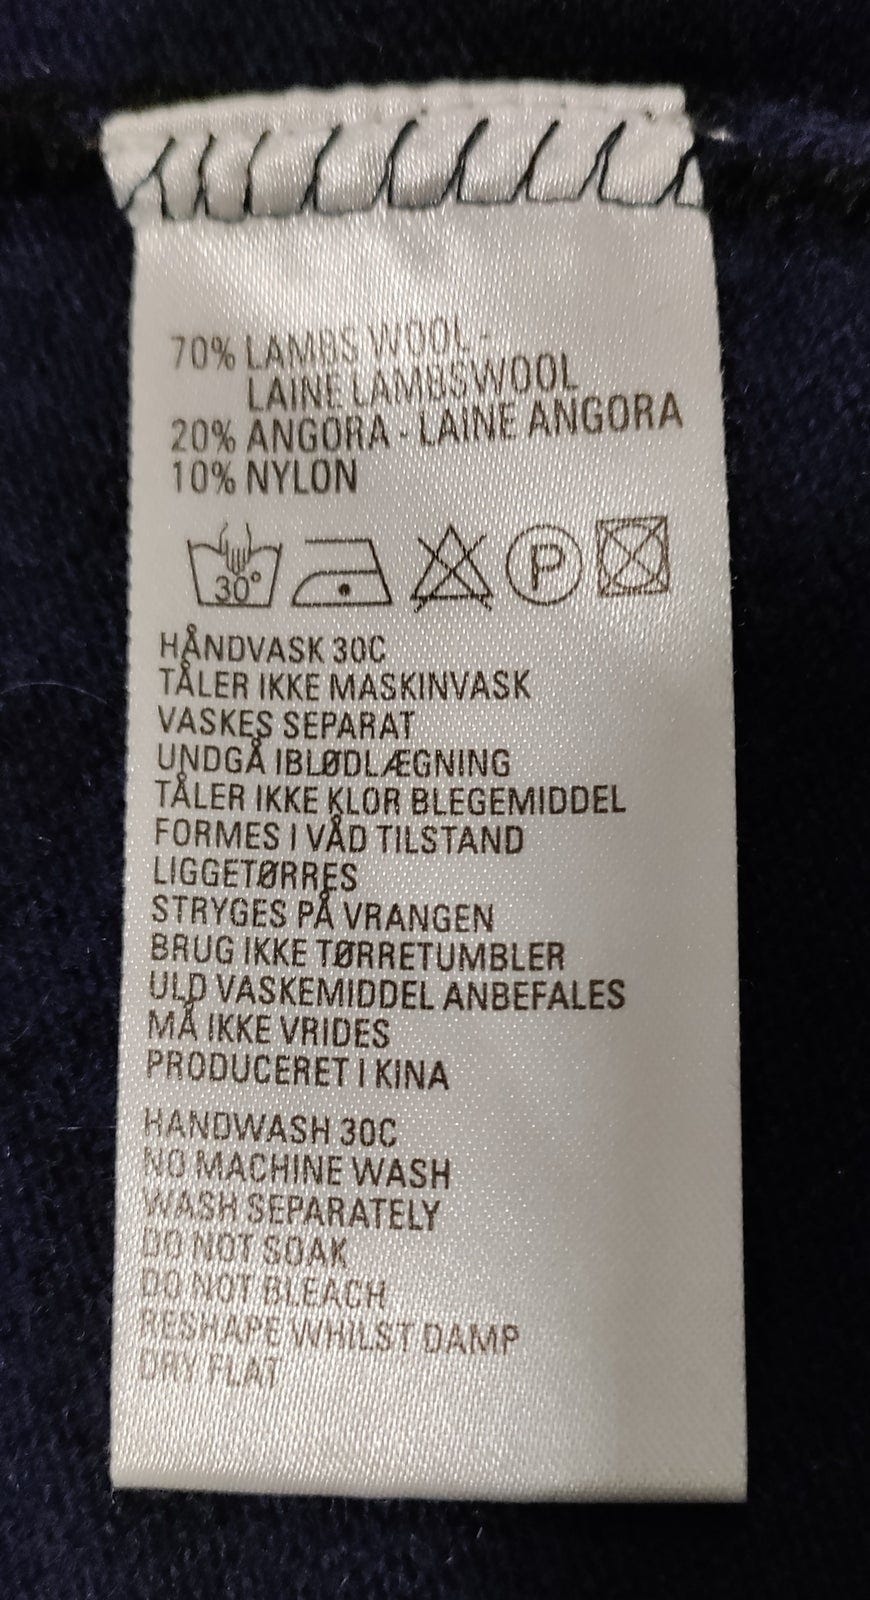 70% LAMBS WOOL -
LAINE LAMBSWOOL
20% ANGORA - LAINE ANGORA
10% NYLON
30° P
HÅNDVASK 30C
TÅLER IKKE MASKINVASK
VASKES SEPARAT
UNDGÅ IBLØDLÆGNING
TÅLER IKKE KLOR BLEGEMIDDEL
FORMES I VÅD TILSTAND
LIGGETØRRES
STRYGES PÅ VRANGEN
BRUG IKKE TØRRETUMBLER
ULD VASKEMIDDEL ANBEFALES
MÅ IKKE VRIDES
PRODUCERET I KINA
HANDWASH 30C
NO MACHINE WASH
WASH SEPARATELY
DO NOT SOAK
DO NOT BLEACH
RESHAPE WHILST DAMP
DRY FLAT